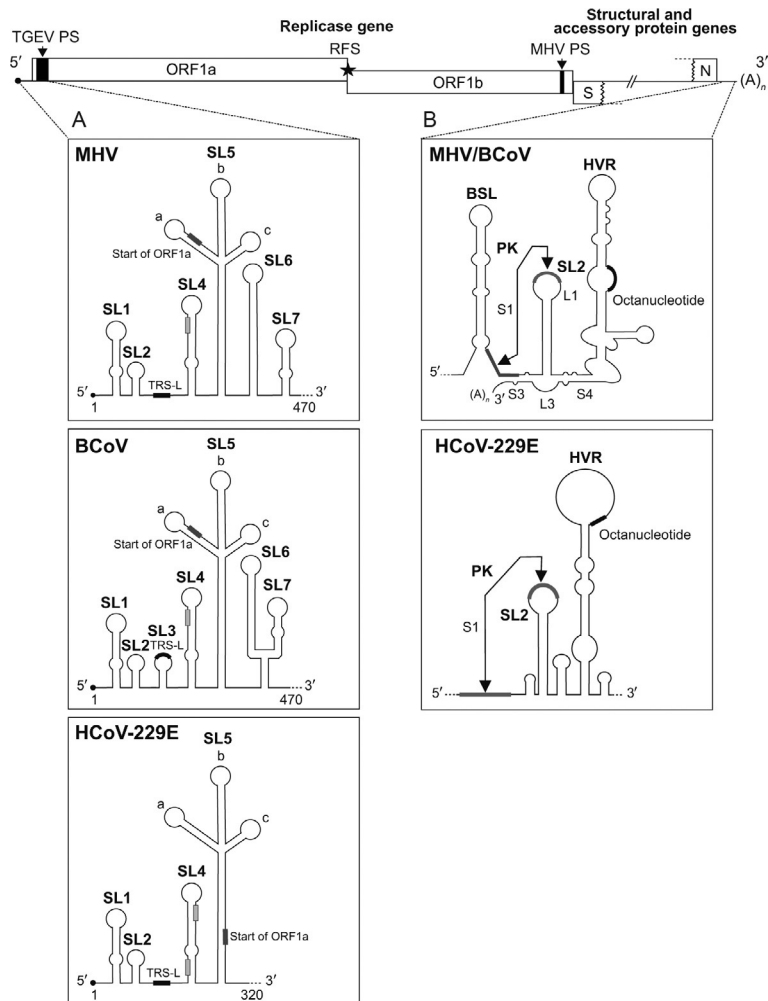 Replicase gene
Structural and
accessory protein genes
TGEV PS
RFS
MHV PS
5′
ORF1a
ORF1b
S
//
N
3′
(A)n
A
MHV
SL5
b
a
c
Start of ORF1a
SL6
SL4
SL1
SL7
SL2
TRS-L
5′
3′
1
470
BCoV
SL5
b
a
c
Start of ORF1a
SL6
SL4
SL7
SL1
SL3
SL2
TRS-L
5′
3′
1
470
HCoV-229E
SL5
b
a
c
SL4
SL1
Start of ORF1a
SL2
TRS-L
5′
3′
1
320
B
MHV/BCoV
HVR
BSL
PK
SL2
S1
L1
Octanucleotide
5′
(A)n 3′
S3
L3
S4
HCoV-229E
HVR
Octanucleotide
PK
SL2
S1
5′
3′